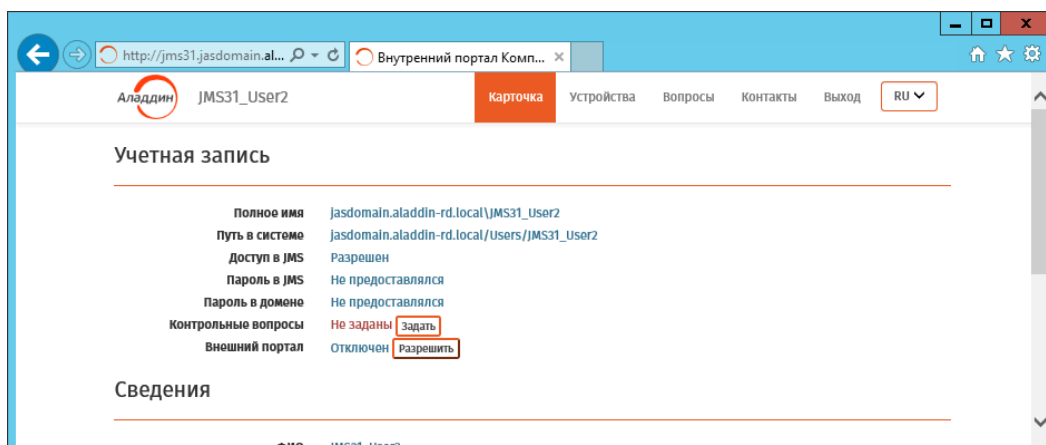 http://jms31.jasdomain.al... Внутренний портал Комп...
Аладдин JMS31_User2 Карточка Устройства Вопросы Контакты Выход RU
Учетная запись
Полное имя jasdomain.aladdin-rd.local\JMS31_User2
Путь в системе jasdomain.aladdin-rd.local/Users/JMS31_User2
Доступ в JMS Разрешен
Пароль в JMS Не предоставлялся
Пароль в домене Не предоставлялся
Контрольные вопросы Не заданы Задать
Внешний портал Отключен Разрешить
Сведения
ФИО JMS31_User2